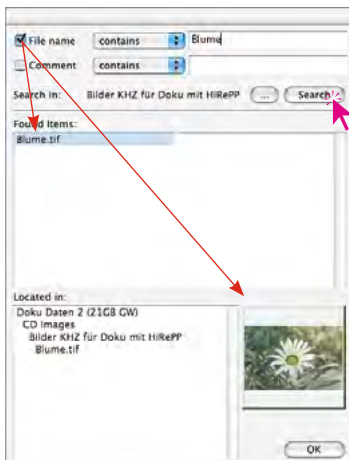 File name contains Blume
Comment contains
Search in: Bilder KHZ für Doku mit HiRePP ... Search
Found Items:
Blume.tif
Located in:
Doku Daten 2 (21GB GW)
CD Images
Bilder KHZ für Doku mit HiRePP
Blume.tif
OK